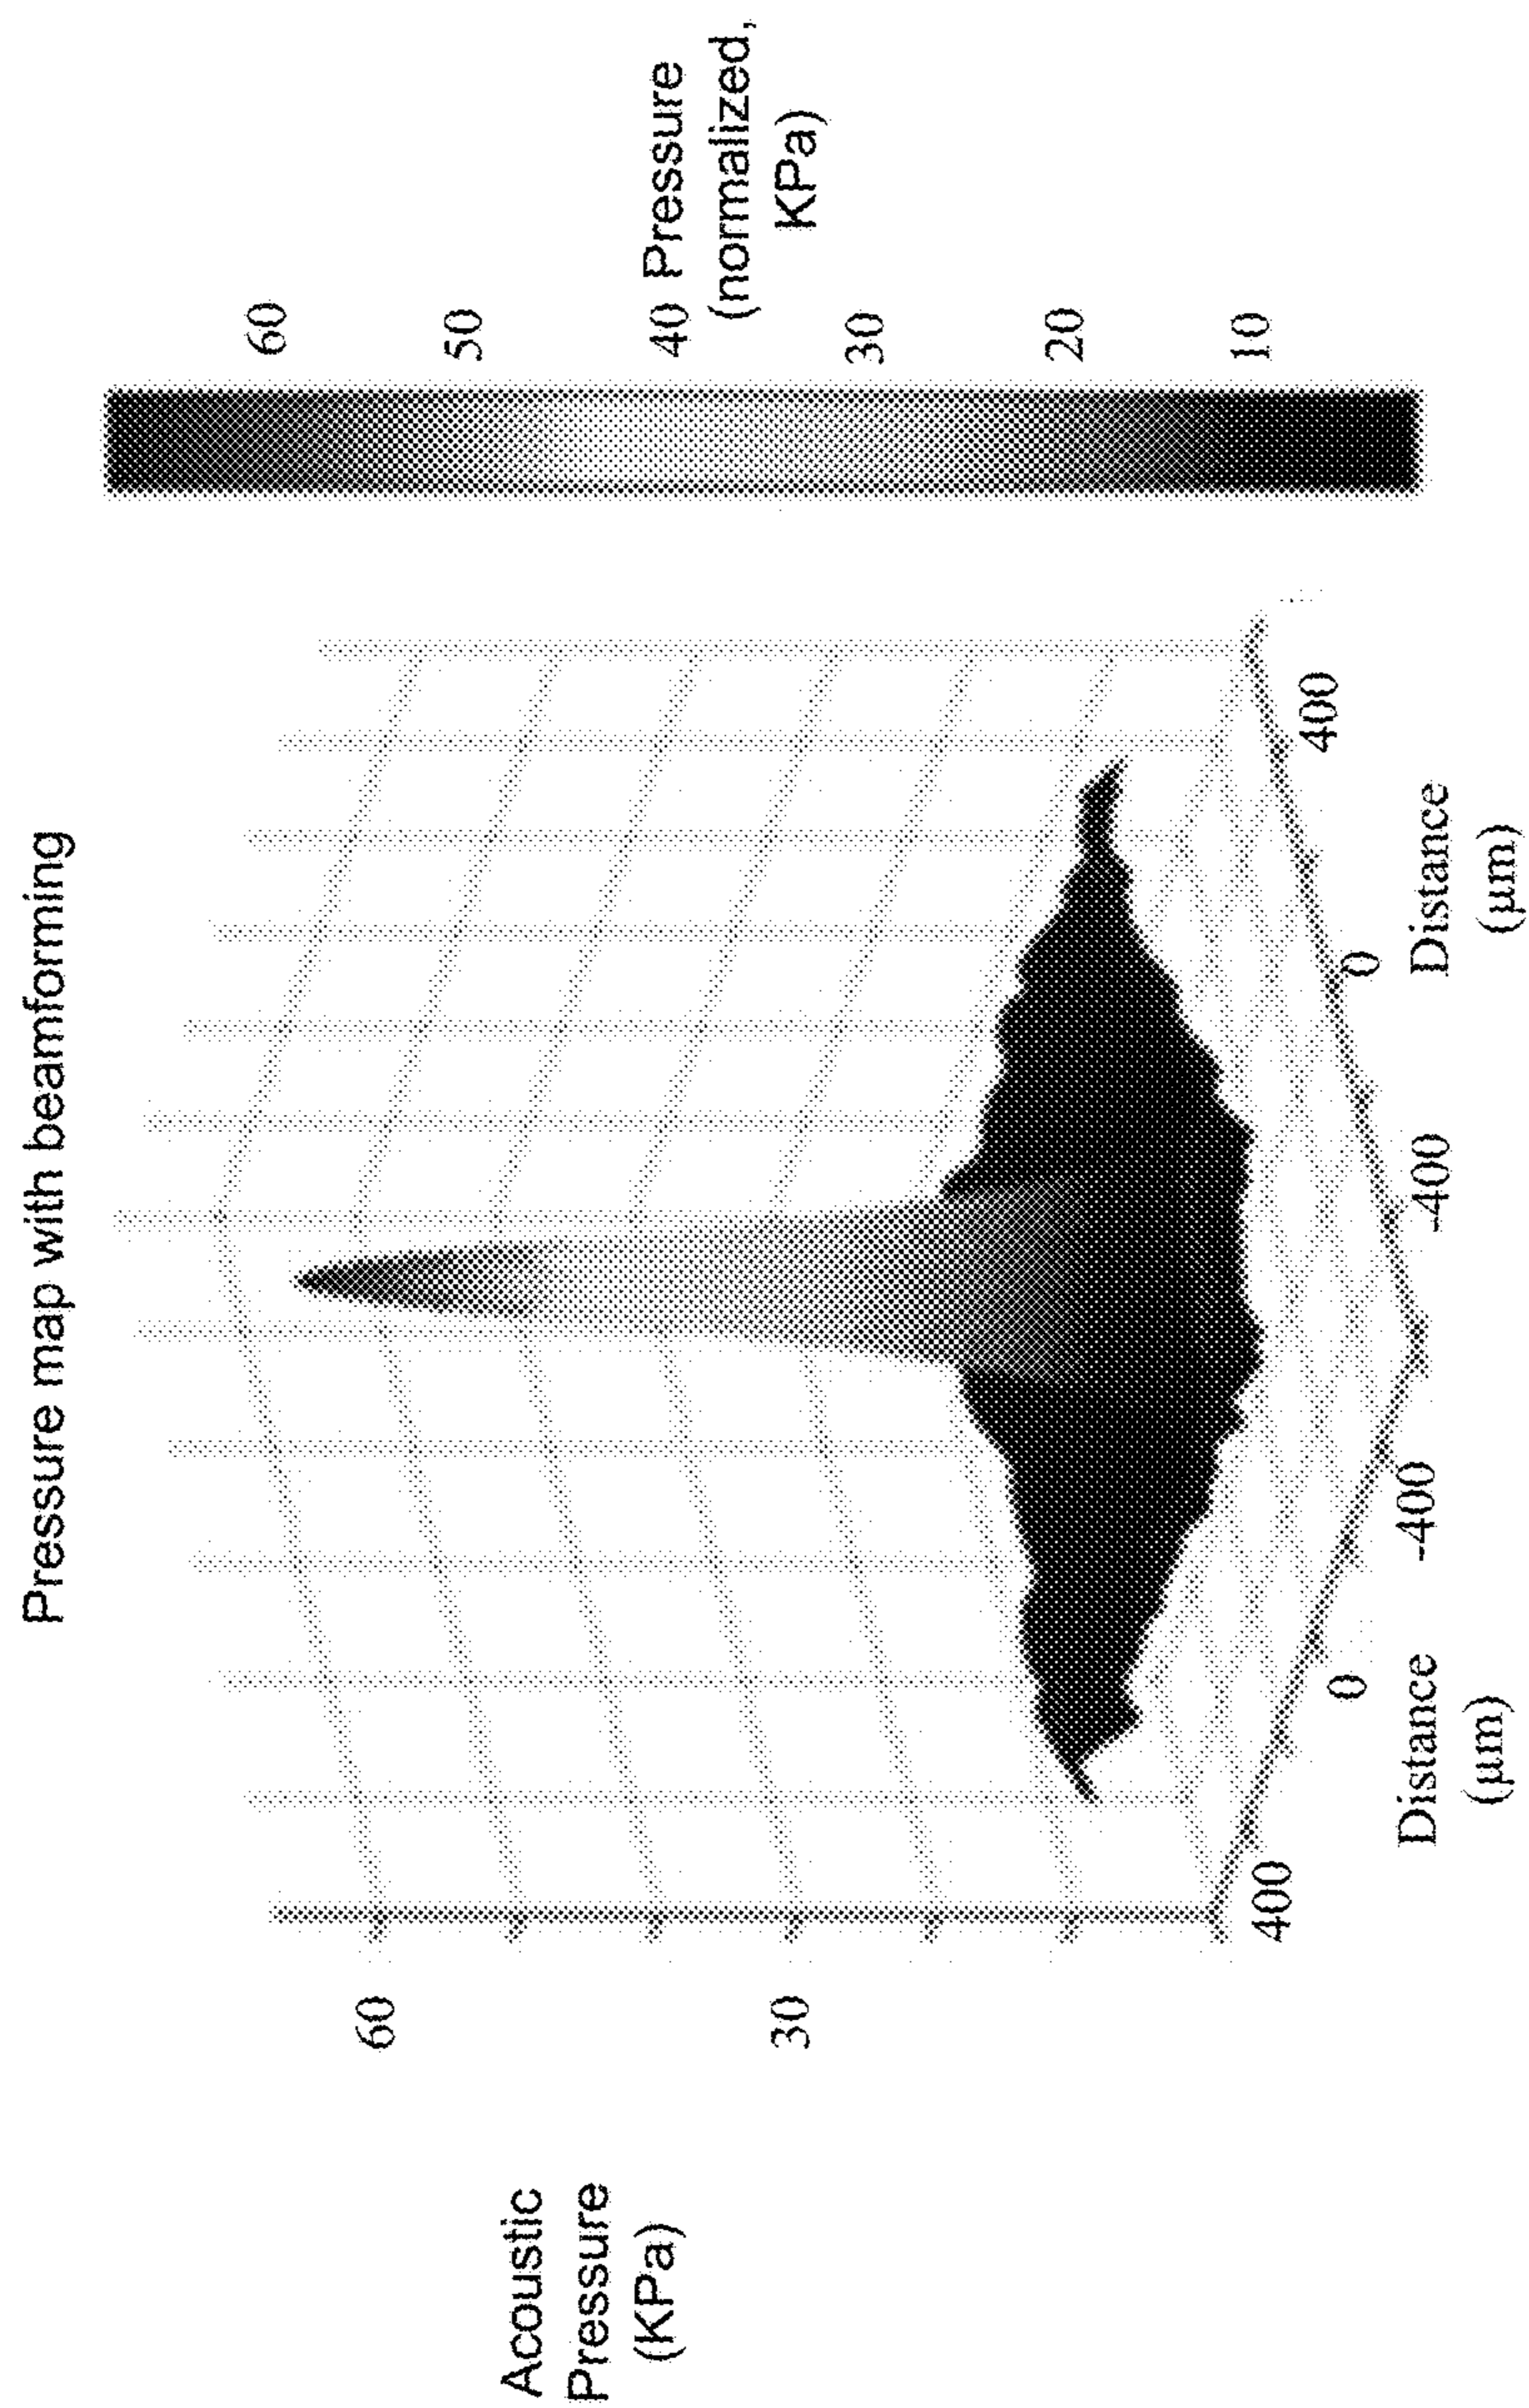 Pressure map with beamforming
Acoustic
Pressure
(KPa)
60
30
400
0
-400
Distance
(µm)
-400
0
400
Distance
(µm)
60
50
40
30
20
10
Pressure
(normalized,
KPa)